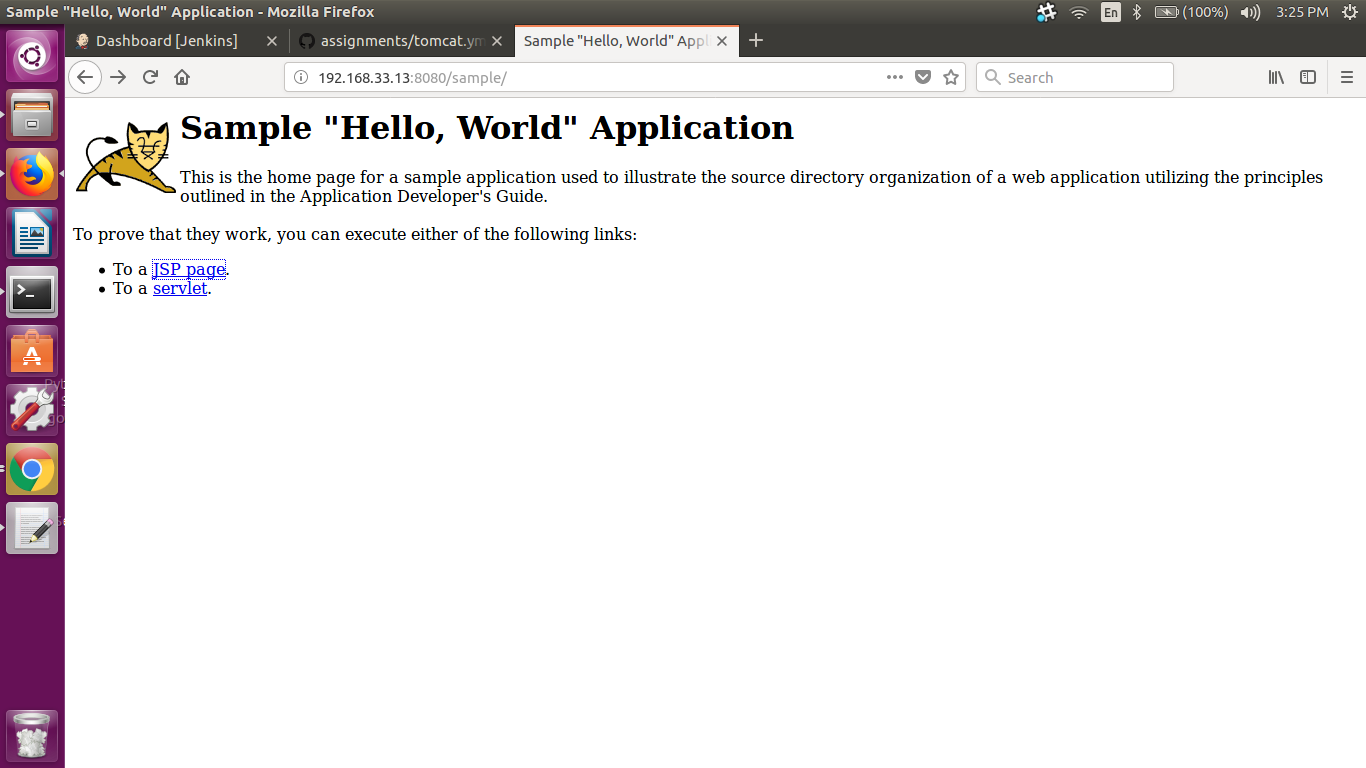 Sample "Hello, World" Application - Mozilla Firefox
En
(100%)
3:25 PM
Dashboard [Jenkins]
assignments/tomcat.ym
Sample "Hello, World" Appl
192.168.33.13:8080/sample/
Search
Sample "Hello, World" Application
This is the home page for a sample application used to illustrate the source directory organization of a web application utilizing the principles
outlined in the Application Developer's Guide.
To prove that they work, you can execute either of the following links:
To a JSP page.
To a servlet.